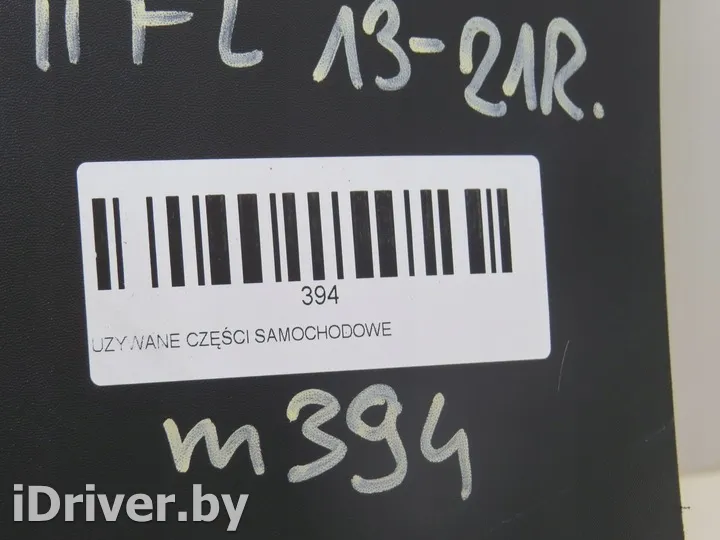 13-21R.
394
UZYWANE CZĘŚCI SAMOCHODOWE
m394
iDriver.by